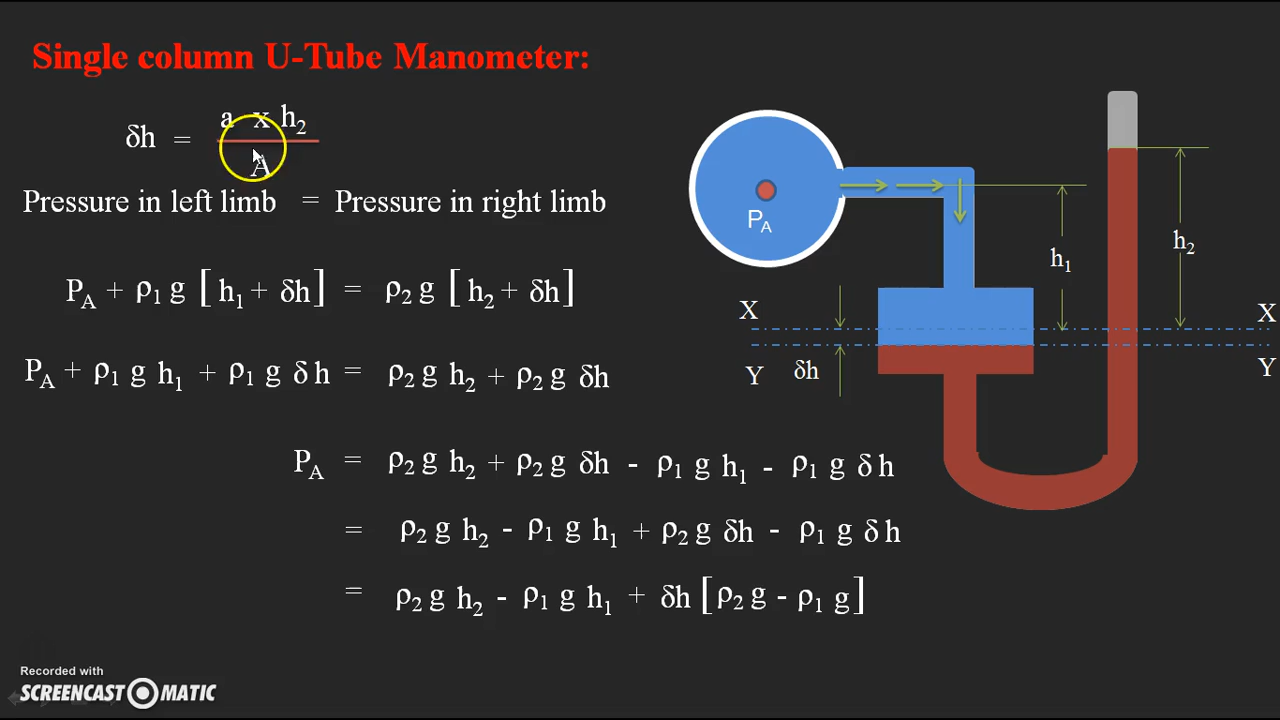 Single column U-Tube Manometer:
δh = a x h₂ / A
Pressure in left limb = Pressure in right limb
P_A + ρ₁ g [ h₁ + δh ] = ρ₂ g [ h₂ + δh ]
P_A + ρ₁ g h₁ + ρ₁ g δ h = ρ₂ g h₂ + ρ₂ g δh
P_A = ρ₂ g h₂ + ρ₂ g δh - ρ₁ g h₁ - ρ₁ g δ h
= ρ₂ g h₂ - ρ₁ g h₁ + ρ₂ g δh - ρ₁ g δ h
= ρ₂ g h₂ - ρ₁ g h₁ + δh [ ρ₂ g - ρ₁ g ]
P_A
h₁
h₂
X X
Y Y
δh
Recorded with
SCREENCAST MATIC